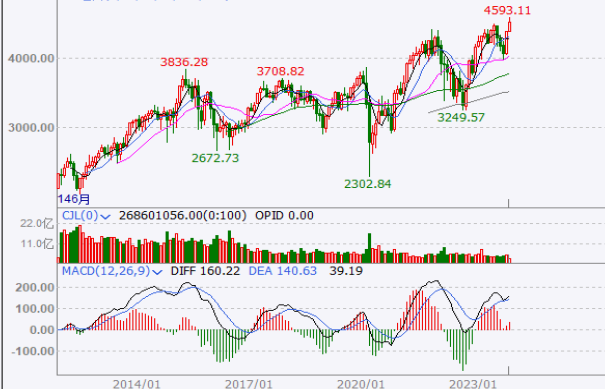 4593.11
4000.00
3836.28
3708.82
3000.00
3249.57
2672.73
2302.84
146月
CJL(0) 268601056.00(0:100) OPID 0.00
22.0亿
11.0亿
MACD(12,26,9) DIFF 160.22 DEA 140.63 39.19
200.00
100.00
0.00
-100.00
2014/01 2017/01 2020/01 2023/01